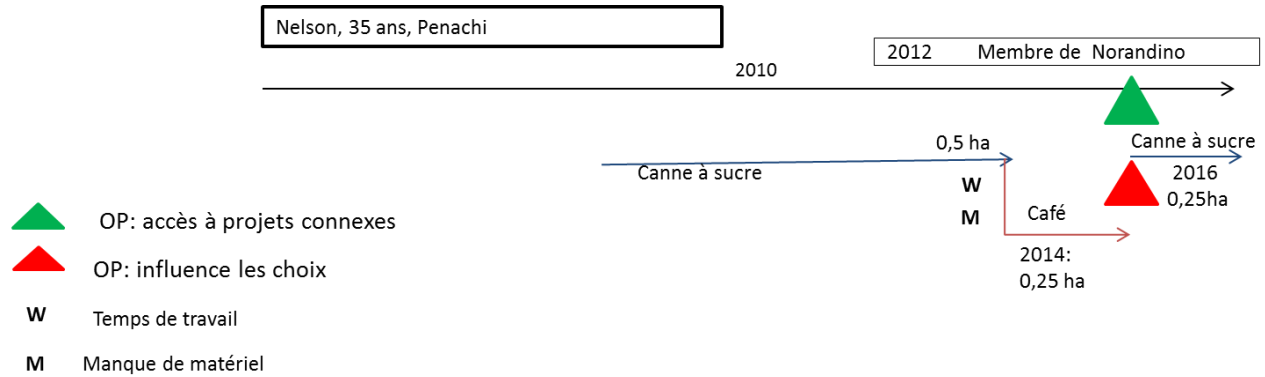 Nelson, 35 ans, Penachi
2012 Membre de Norandino
2010
0,5 ha
Canne à sucre
Canne à sucre
2016
0,25ha
W
M
Café
2014:
0,25 ha
OP: accès à projets connexes
OP: influence les choix
W Temps de travail
M Manque de matériel